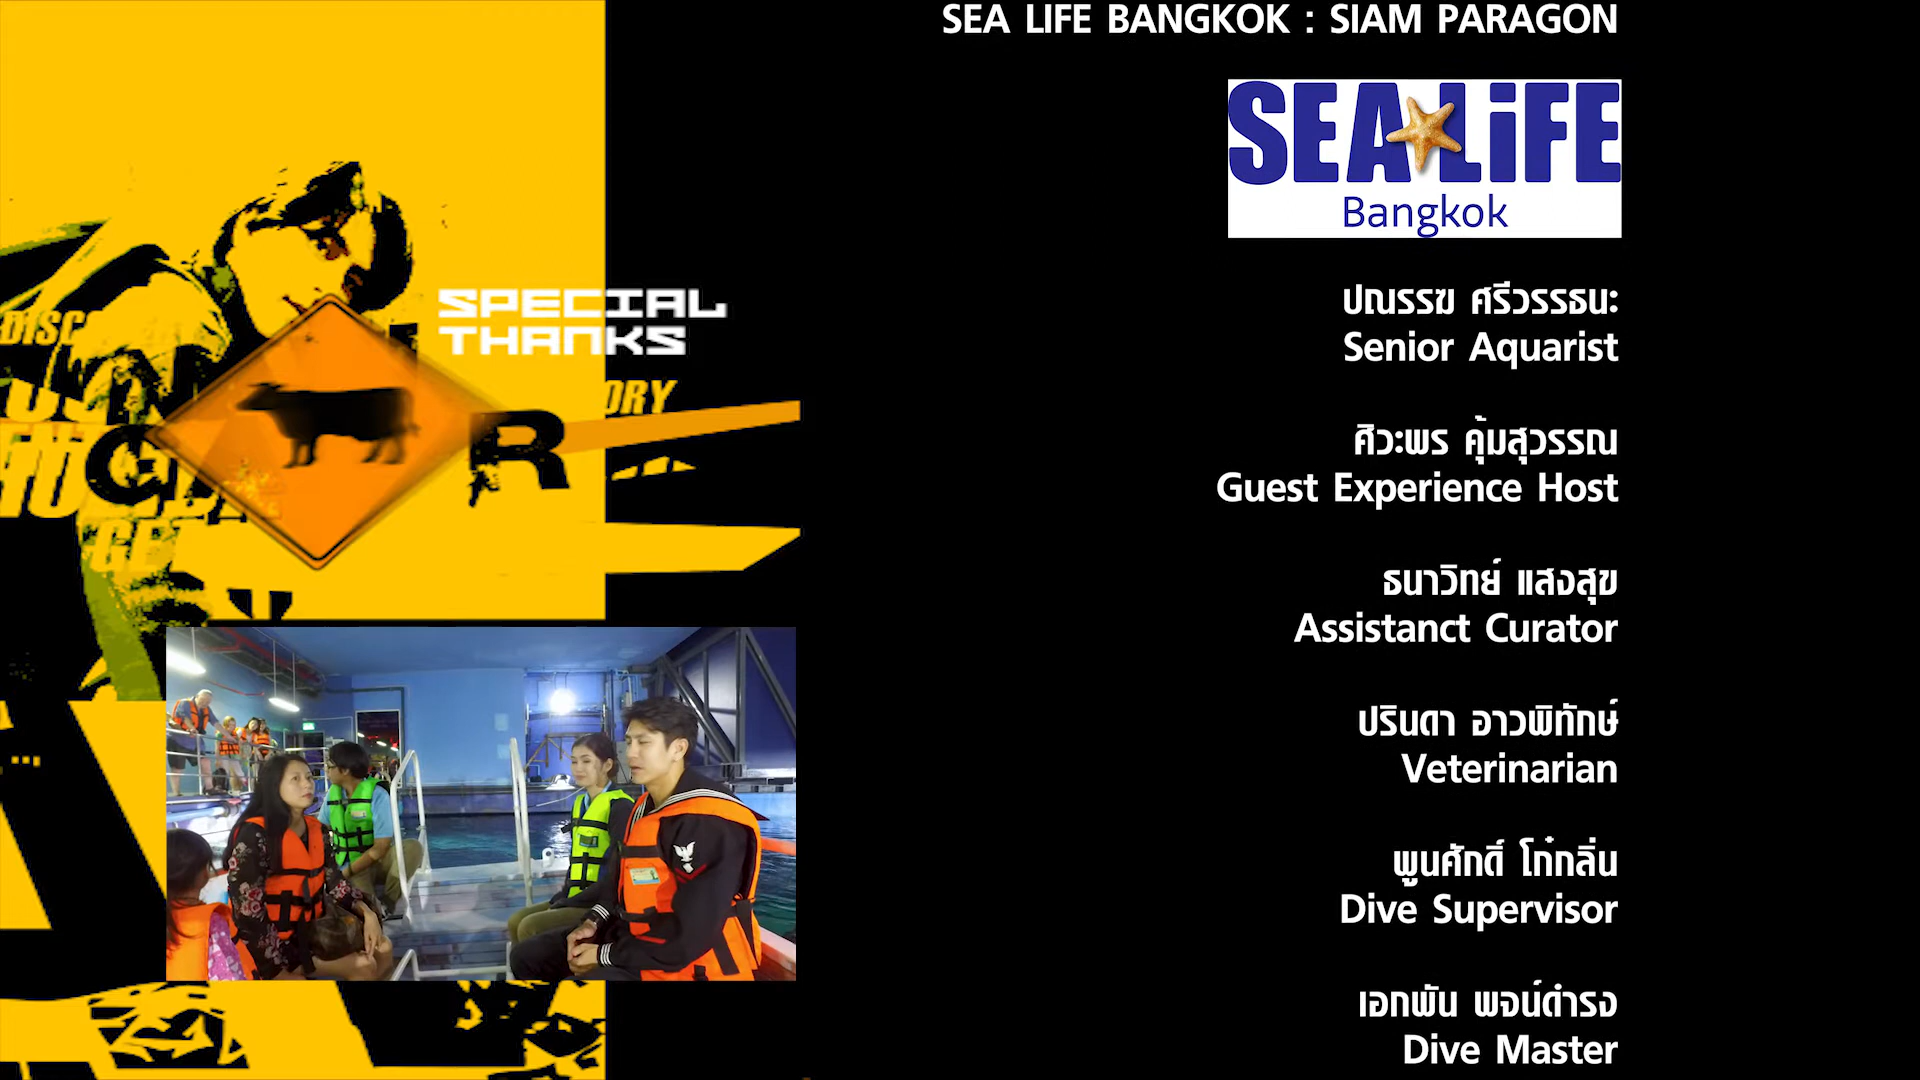 SEA LIFE BANGKOK : SIAM PARAGON
SEA LiFE
Bangkok
SPECIAL
THANKS
ORY
R
GET
ปณรรฆ ศรีวรรธนะ
Senior Aquarist
ศิวะพร คุ้มสุวรรณ
Guest Experience Host
ธนาวิทย์ แสงสุข
Assistanct Curator
ปรินดา อาวพิทักษ์
Veterinarian
พูนศักดิ์ โก๋กลิ่น
Dive Supervisor
เอกพัน พจน์ดำรง
Dive Master